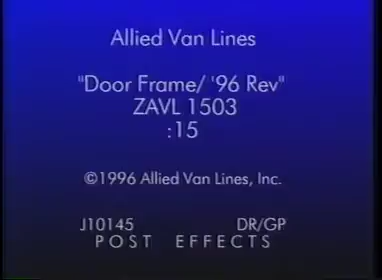 Allied Van Lines
"Door Frame/ '96 Rev"
ZAVL 1503
:15
©1996 Allied Van Lines, Inc.
J10145 DR/GP
POST EFFECTS